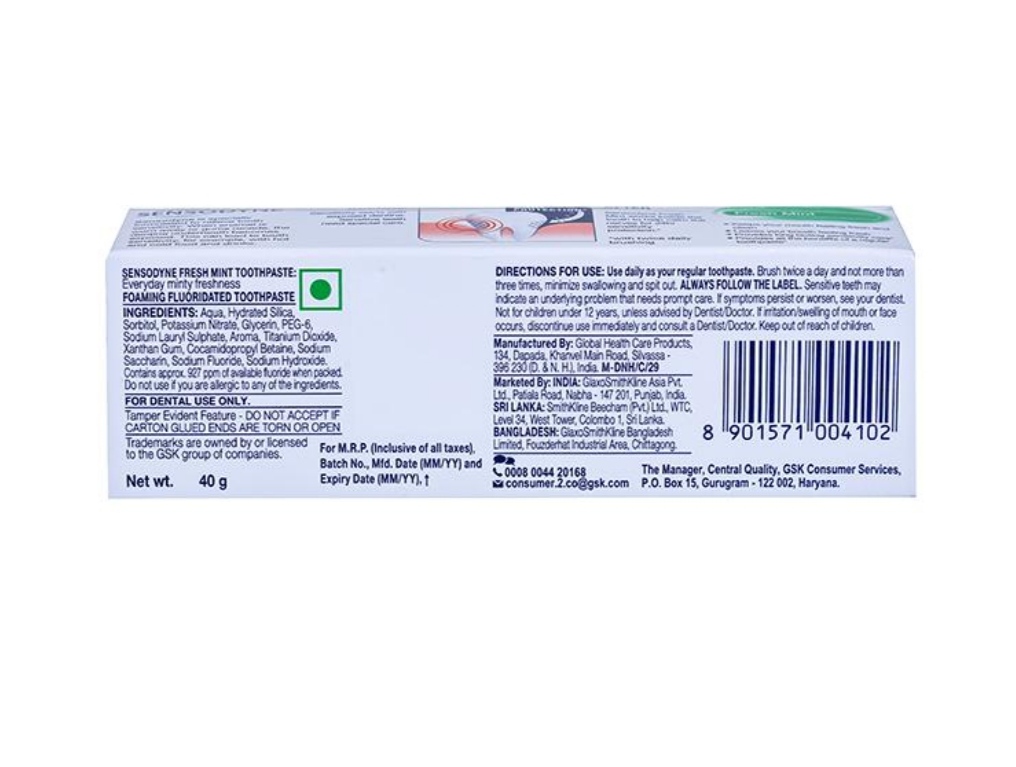 SENSODYNE
PROTECTION
Fresh Mint
"with twice daily
brushing
SENSODYNE FRESH MINT TOOTHPASTE:
Everyday minty freshness
FOAMING FLUORIDATED TOOTHPASTE
INGREDIENTS: Aqua, Hydrated Silica,
Sorbitol, Potassium Nitrate, Glycerin, PEG-6,
Sodium Lauryl Sulphate, Aroma, Titanium Dioxide,
Xanthan Gum, Cocamidopropyl Betaine, Sodium
Saccharin, Sodium Fluoride, Sodium Hydroxide.
Contains approx. 927 ppm of available fluoride when packed.
Do not use if you are allergic to any of the ingredients.
FOR DENTAL USE ONLY.
Tamper Evident Feature - DO NOT ACCEPT IF
CARTON GLUED ENDS ARE TORN OR OPEN
Trademarks are owned by or licensed
to the GSK group of companies.
Net wt. 40 g
For M.R.P. (Inclusive of all taxes),
Batch No., Mfd. Date (MM/YY) and
Expiry Date (MM/YY), †
DIRECTIONS FOR USE: Use daily as your regular toothpaste. Brush twice a day and not more than
three times, minimize swallowing and spit out. ALWAYS FOLLOW THE LABEL. Sensitive teeth may
indicate an underlying problem that needs prompt care. If symptoms persist or worsen, see your dentist.
Not for children under 12 years, unless advised by Dentist/Doctor. If irritation/swelling of mouth or face
occurs, discontinue use immediately and consult a Dentist/Doctor. Keep out of reach of children.
Manufactured By: Global Health Care Products,
134, Dapada, Khanvel Main Road, Silvassa -
396 230 (D. & N. H.), India. M-DNH/C/29
Marketed By: INDIA: GlaxoSmithKline Asia Pvt.
Ltd., Patiala Road, Nabha - 147 201, Punjab, India.
SRI LANKA: SmithKline Beecham (Pvt.) Ltd., WTC,
Level 34, West Tower, Colombo 1, Sri Lanka.
BANGLADESH: GlaxoSmithKline Bangladesh
Limited, Fouzderhat Industrial Area, Chittagong.
8 901571 004102
0008 0044 20168
consumer.2.co@gsk.com
The Manager, Central Quality, GSK Consumer Services,
P.O. Box 15, Gurugram - 122 002, Haryana.